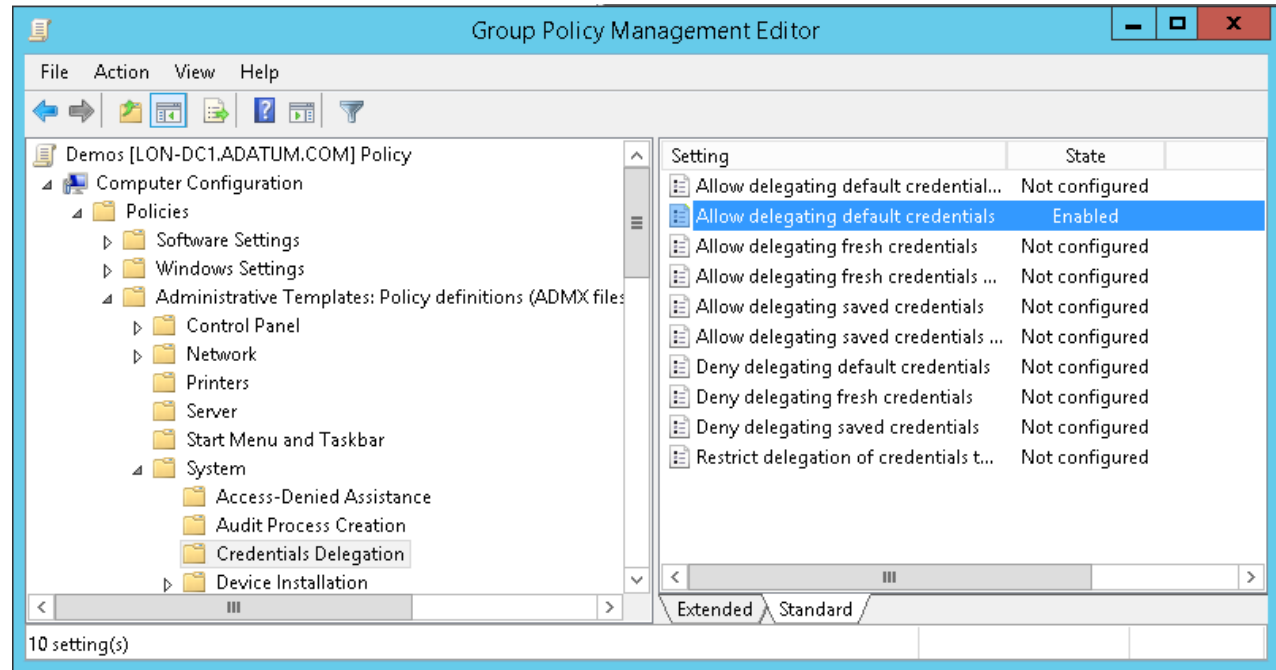 Group Policy Management Editor
File Action View Help
Demos [LON-DC1.ADATUM.COM] Policy
Computer Configuration
Policies
Software Settings
Windows Settings
Administrative Templates: Policy definitions (ADMX files
Control Panel
Network
Printers
Server
Start Menu and Taskbar
System
Access-Denied Assistance
Audit Process Creation
Credentials Delegation
Device Installation
Setting State
Allow delegating default credential... Not configured
Allow delegating default credentials Enabled
Allow delegating fresh credentials Not configured
Allow delegating fresh credentials ... Not configured
Allow delegating saved credentials Not configured
Allow delegating saved credentials ... Not configured
Deny delegating default credentials Not configured
Deny delegating fresh credentials Not configured
Deny delegating saved credentials Not configured
Restrict delegation of credentials t... Not configured
Extended Standard
10 setting(s)